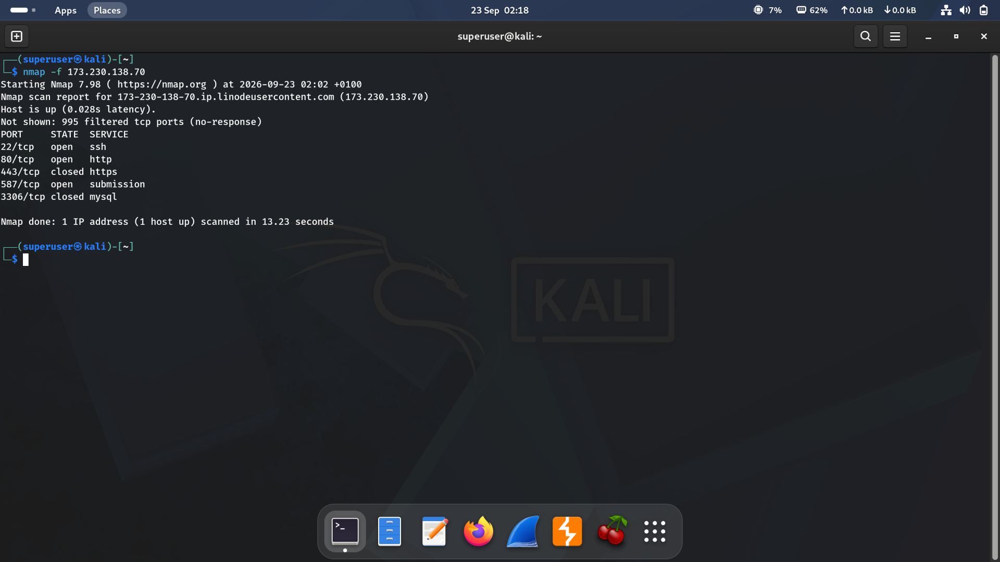 Apps Places 23 Sep 02:18 7% 62% ↑0.0 kB ↓0.0 kB
superuser@kali: ~
┌──(superuser㉿kali)-[~]
└─$ nmap -f 173.230.138.70
Starting Nmap 7.98 ( https://nmap.org ) at 2026-09-23 02:02 +0100
Nmap scan report for 173-230-138-70.ip.linodeusercontent.com (173.230.138.70)
Host is up (0.028s latency).
Not shown: 995 filtered tcp ports (no-response)
PORT     STATE  SERVICE
22/tcp   open   ssh
80/tcp   open   http
443/tcp  closed https
587/tcp  open   submission
3306/tcp closed mysql
Nmap done: 1 IP address (1 host up) scanned in 13.23 seconds
┌──(superuser㉿kali)-[~]
└─$
KALI